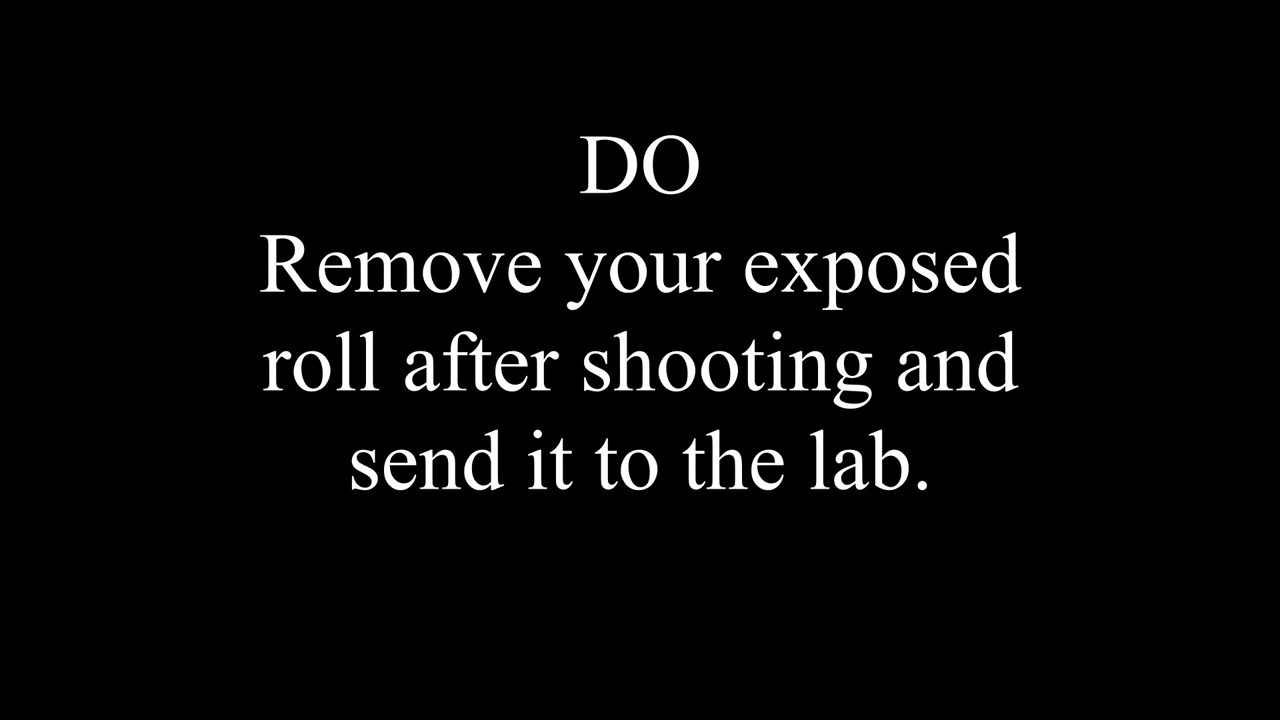 DO
Remove your exposed
roll after shooting and
send it to the lab.